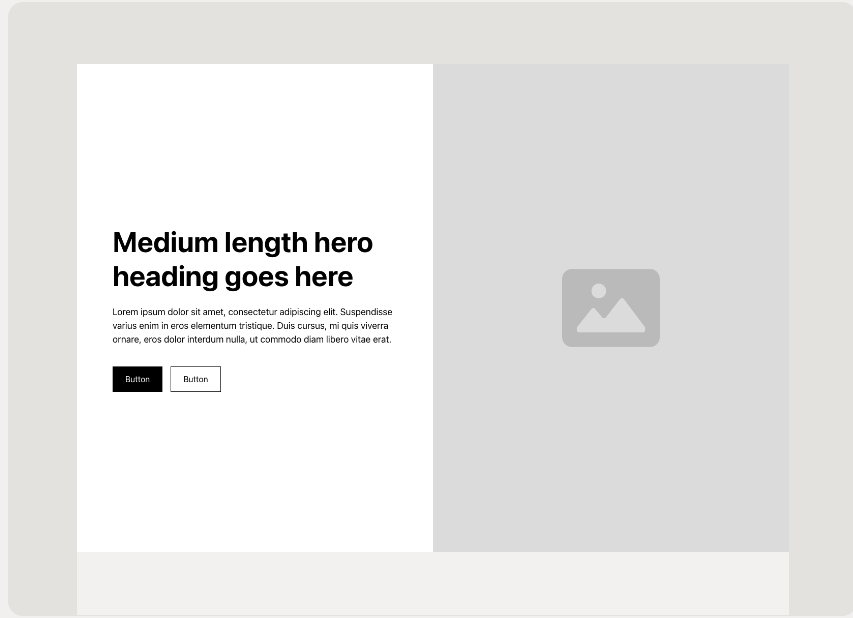 Medium length hero
heading goes here
Lorem ipsum dolor sit amet, consectetur adipiscing elit. Suspendisse
varius enim in eros elementum tristique. Duis cursus, mi quis viverra
ornare, eros dolor interdum nulla, ut commodo diam libero vitae erat.
Button Button